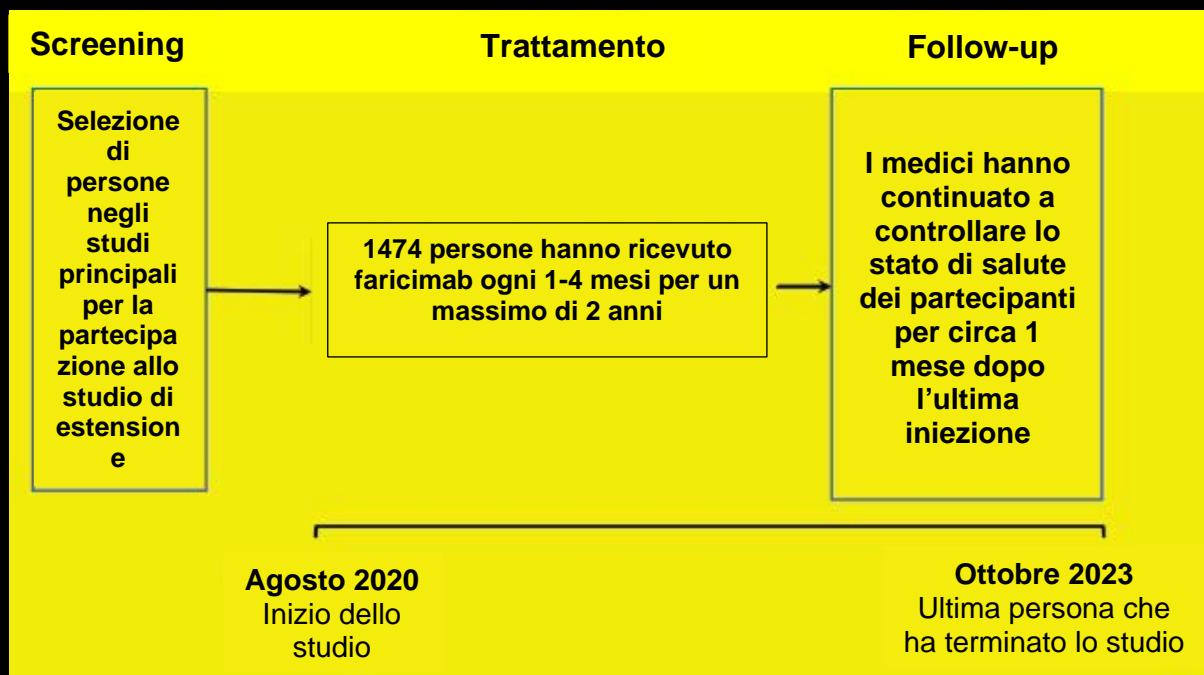 Screening
Trattamento
Follow-up
Selezione
di
persone
negli
studi
principali
per la
partecipa
zione allo
studio di
estension
e
1474 persone hanno ricevuto
faricimab ogni 1-4 mesi per un
massimo di 2 anni
I medici hanno
continuato a
controllare lo
stato di salute
dei partecipanti
per circa 1
mese dopo
l’ultima
iniezione
Agosto 2020
Inizio dello
studio
Ottobre 2023
Ultima persona che
ha terminato lo studio